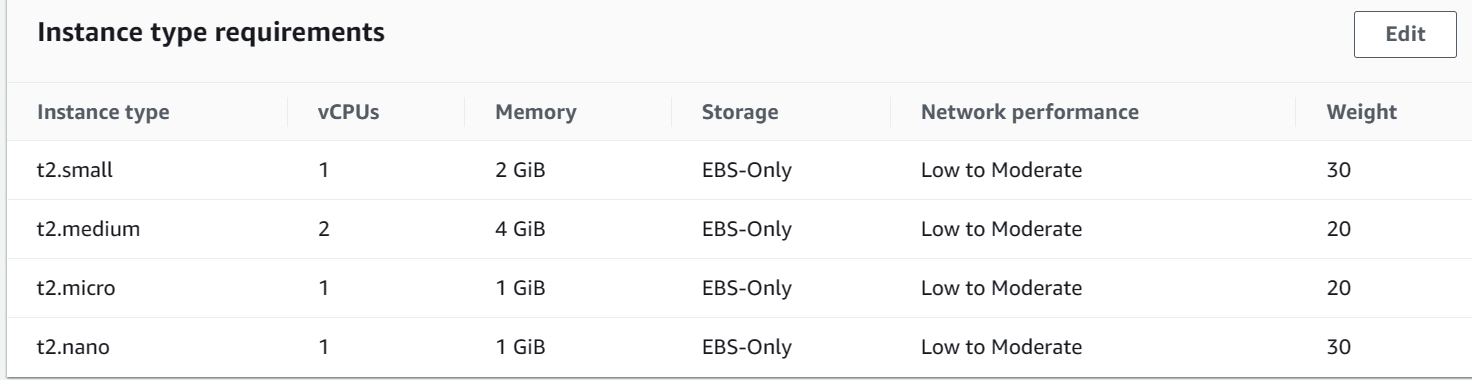 Instance type requirements Edit
Instance type vCPUs Memory Storage Network performance Weight
t2.small 1 2 GiB EBS-Only Low to Moderate 30
t2.medium 2 4 GiB EBS-Only Low to Moderate 20
t2.micro 1 1 GiB EBS-Only Low to Moderate 20
t2.nano 1 1 GiB EBS-Only Low to Moderate 30